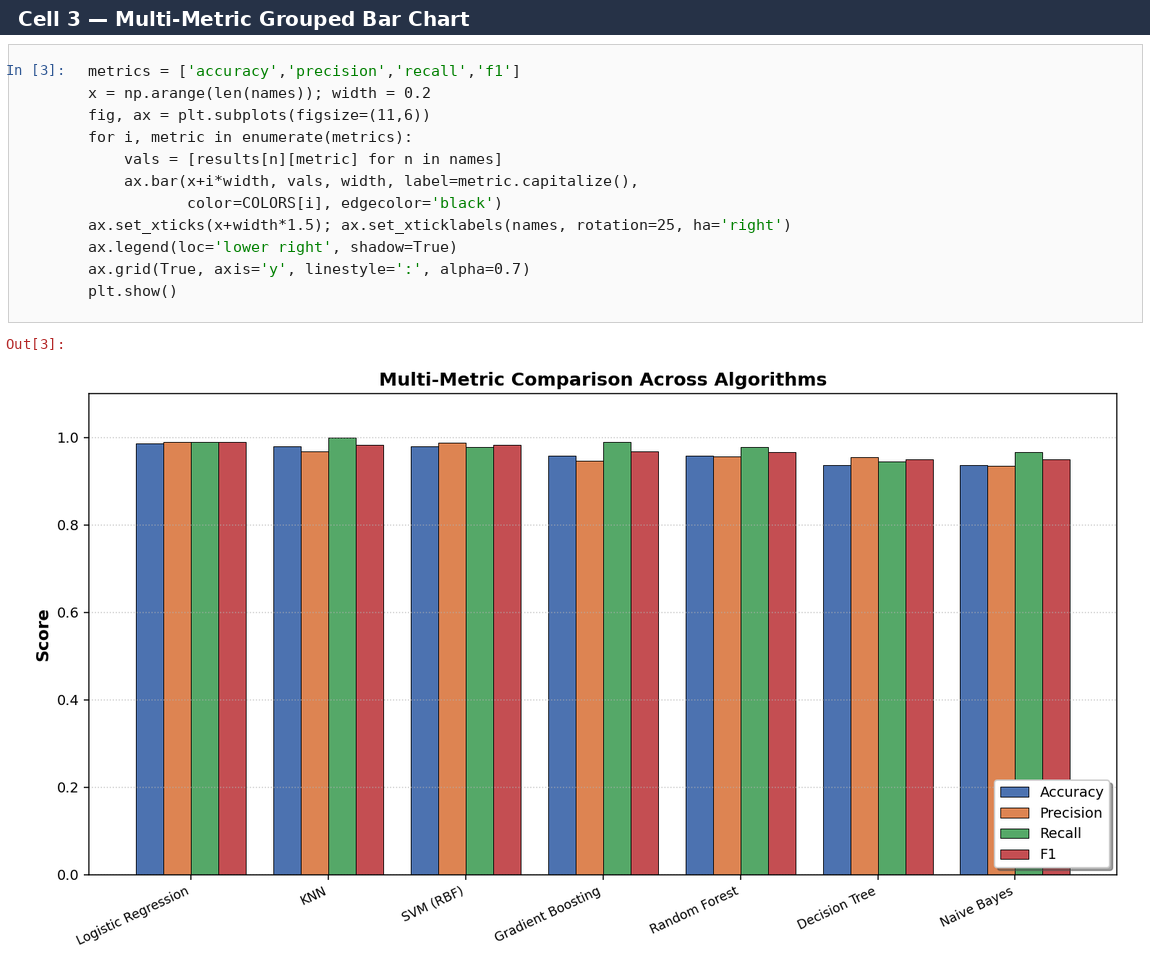 Cell 3 — Multi-Metric Grouped Bar Chart
In [3]:
metrics = ['accuracy','precision','recall','f1']
x = np.arange(len(names)); width = 0.2
fig, ax = plt.subplots(figsize=(11,6))
for i, metric in enumerate(metrics):
    vals = [results[n][metric] for n in names]
    ax.bar(x+i*width, vals, width, label=metric.capitalize(),
           color=COLORS[i], edgecolor='black')
ax.set_xticks(x+width*1.5); ax.set_xticklabels(names, rotation=25, ha='right')
ax.legend(loc='lower right', shadow=True)
ax.grid(True, axis='y', linestyle=':', alpha=0.7)
plt.show()
Out[3]:
Multi-Metric Comparison Across Algorithms
Score
1.0
0.8
0.6
0.4
0.2
0.0
Accuracy
Precision
Recall
F1
Logistic Regression
KNN
SVM (RBF)
Gradient Boosting
Random Forest
Decision Tree
Naive Bayes